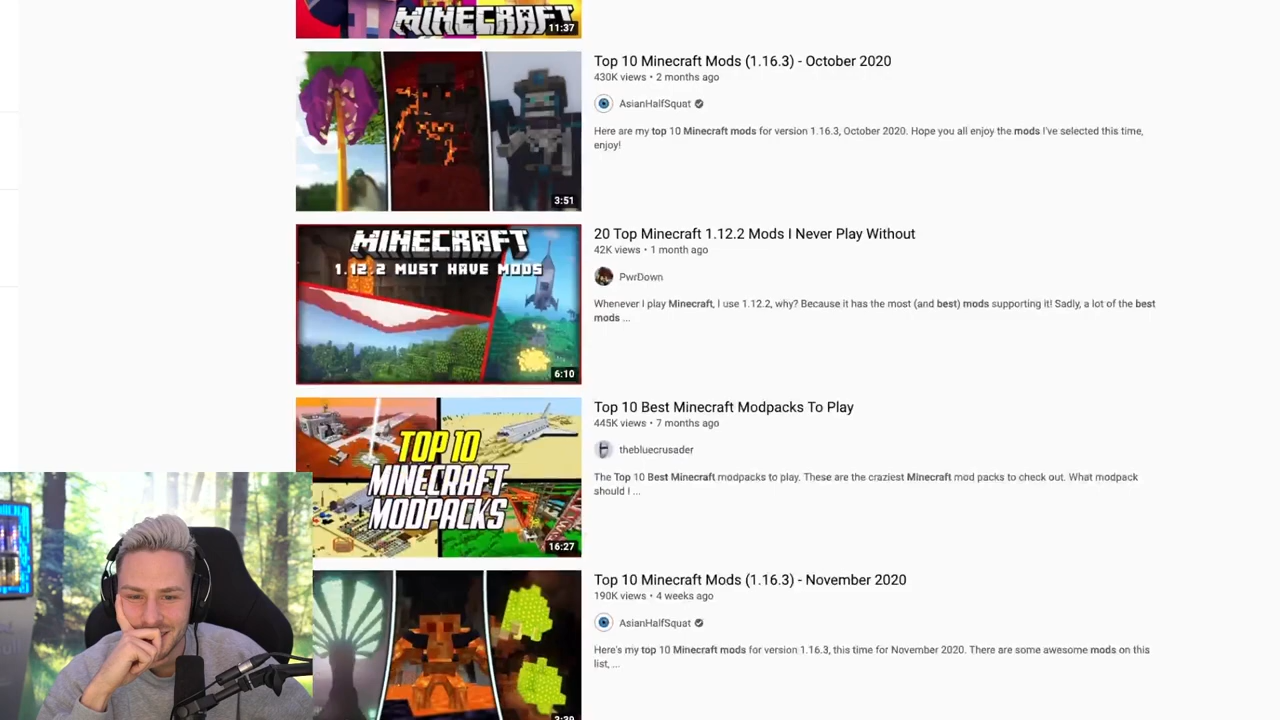 MINECRAFT
11:37
Top 10 Minecraft Mods (1.16.3) - October 2020
430K views • 2 months ago
AsianHalfSquat
Here are my top 10 Minecraft mods for version 1.16.3, October 2020. Hope you all enjoy the mods I've selected this time,
enjoy!
3:51
MINECRAFT
1.12.2 MUST HAVE MODS
6:10
20 Top Minecraft 1.12.2 Mods I Never Play Without
42K views • 1 month ago
PwrDown
Whenever I play Minecraft, I use 1.12.2, why? Because it has the most (and best) mods supporting it! Sadly, a lot of the best
mods ...
TOP 10
MINECRAFT
MODPACKS
16:27
Top 10 Best Minecraft Modpacks To Play
445K views • 7 months ago
thebluecrusader
The Top 10 Best Minecraft modpacks to play. These are the craziest Minecraft mod packs to check out. What modpack
should I ...
Top 10 Minecraft Mods (1.16.3) - November 2020
190K views • 4 weeks ago
AsianHalfSquat
Here's my top 10 Minecraft mods for version 1.16.3, this time for November 2020. There are some awesome mods on this
list, ...